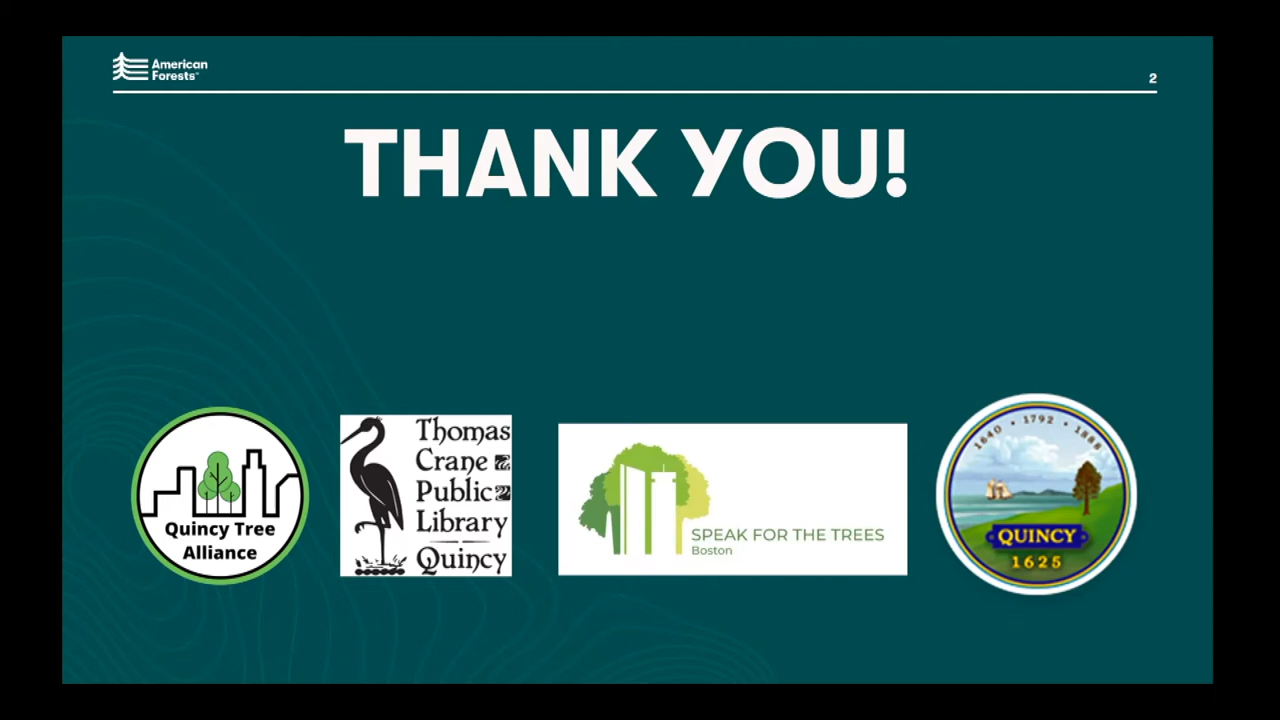 American
Forests™
2
THANK YOU!
Quincy Tree
Alliance
Thomas
Crane
Public
Library
Quincy
SPEAK FOR THE TREES
Boston
1640 • 1792 • 1888
QUINCY
1625